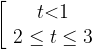 t<1
2 ≤ t ≤ 3